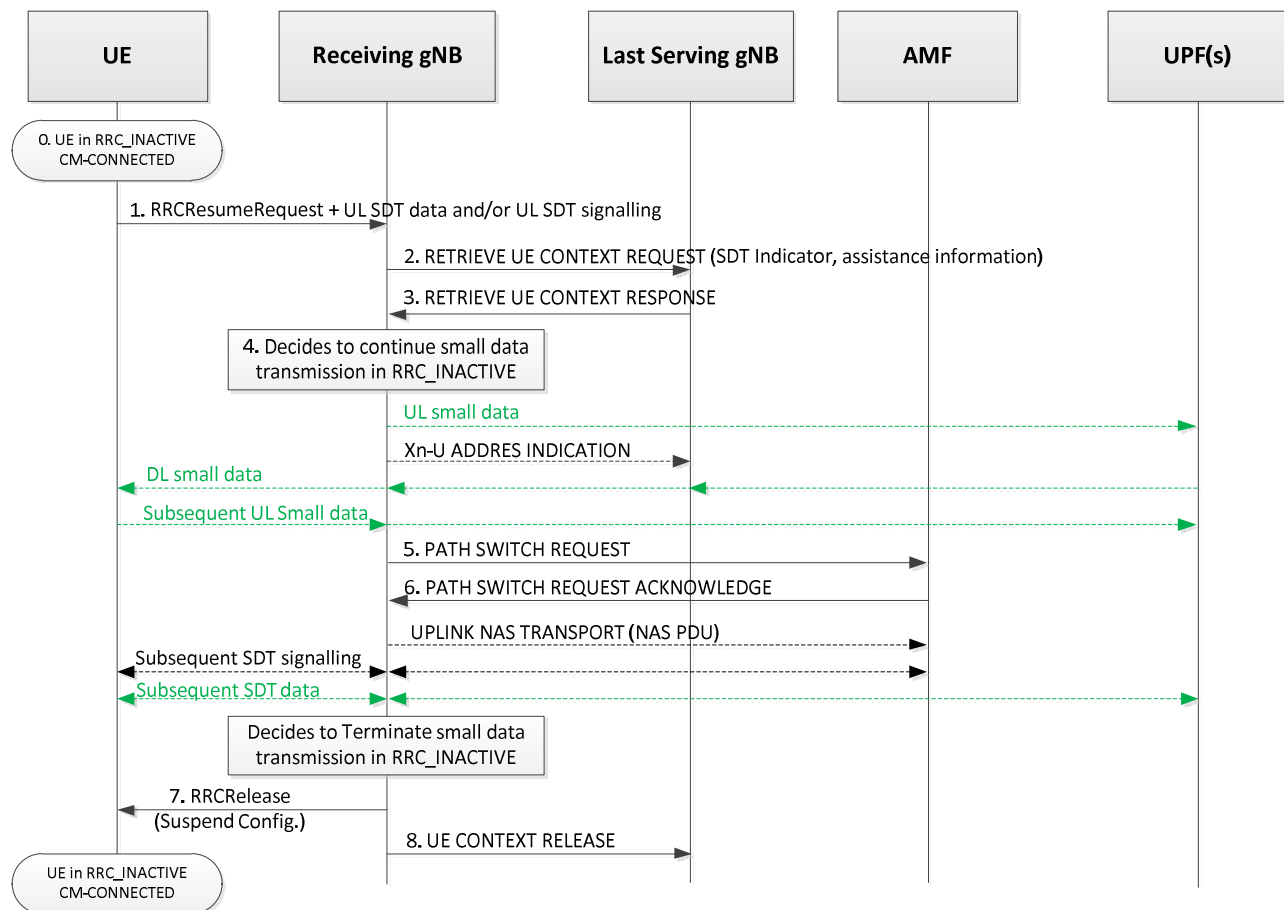 UE
Receiving gNB
Last Serving gNB
AMF
UPF(s)
0. UE in RRC_INACTIVE
CM-CONNECTED
1. RRCResumeRequest + UL SDT data and/or UL SDT signalling
2. RETRIEVE UE CONTEXT REQUEST (SDT Indicator, assistance information)
3. RETRIEVE UE CONTEXT RESPONSE
4. Decides to continue small data
transmission in RRC_INACTIVE
UL small data
Xn-U ADDRES INDICATION
DL small data
Subsequent UL Small data
5. PATH SWITCH REQUEST
6. PATH SWITCH REQUEST ACKNOWLEDGE
UPLINK NAS TRANSPORT (NAS PDU)
Subsequent SDT signalling
Subsequent SDT data
Decides to Terminate small data
transmission in RRC_INACTIVE
7. RRCRelease
(Suspend Config.)
8. UE CONTEXT RELEASE
UE in RRC_INACTIVE
CM-CONNECTED